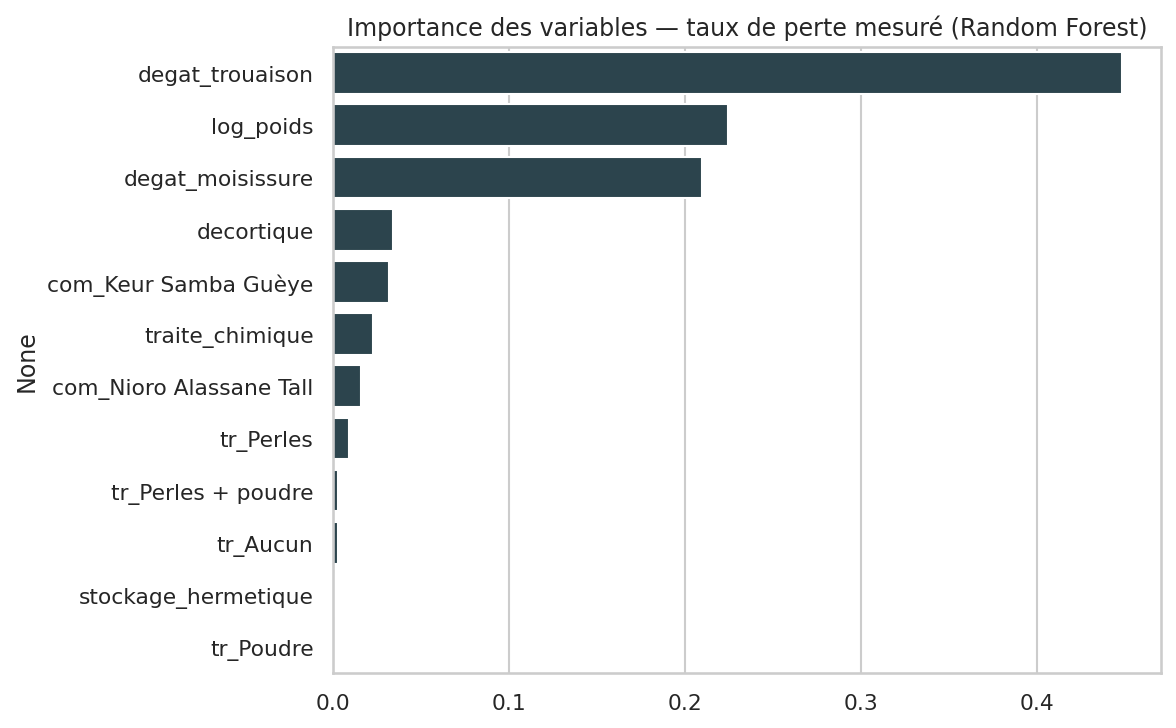 Importance des variables — taux de perte mesuré (Random Forest)
degat_trouaison
log_poids
degat_moisissure
decortique
com_Keur Samba Guèye
traite_chimique
com_Nioro Alassane Tall
tr_Perles
tr_Perles + poudre
tr_Aucun
stockage_hermetique
tr_Poudre
None
0.0 0.1 0.2 0.3 0.4